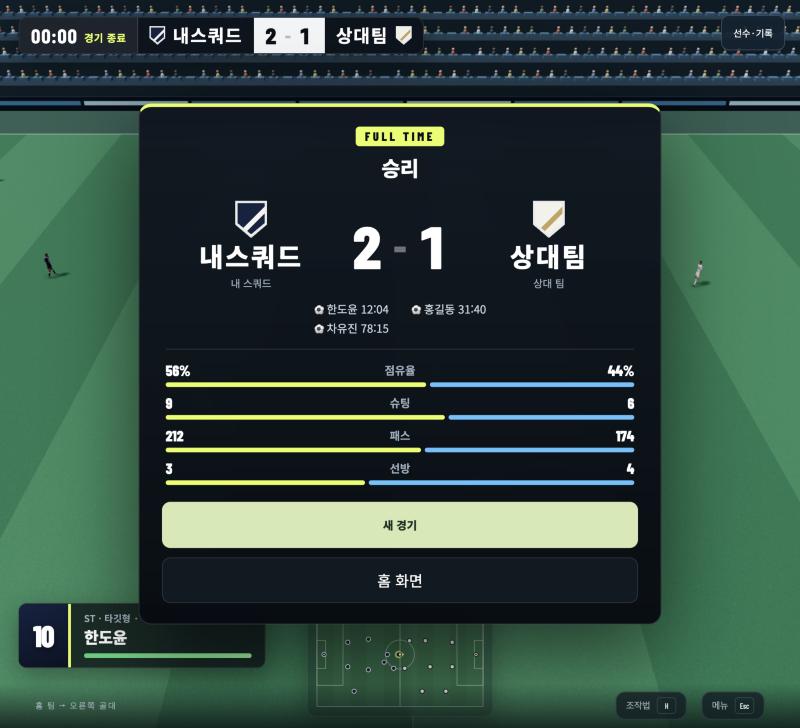 00:00 경기 종료 내스쿼드 2 - 1 상대팀
선수·기록
FULL TIME
승리
내스쿼드 2 - 1 상대팀
내 스쿼드 상대 팀
한도윤 12:04 홍길동 31:40
차유진 78:15
56% 점유율 44%
9 슈팅 6
212 패스 174
3 선방 4
새 경기
홈 화면
10 ST · 타깃형 ·
한도윤
홈 팀 → 오른쪽 골대
조작법 H 메뉴 Esc